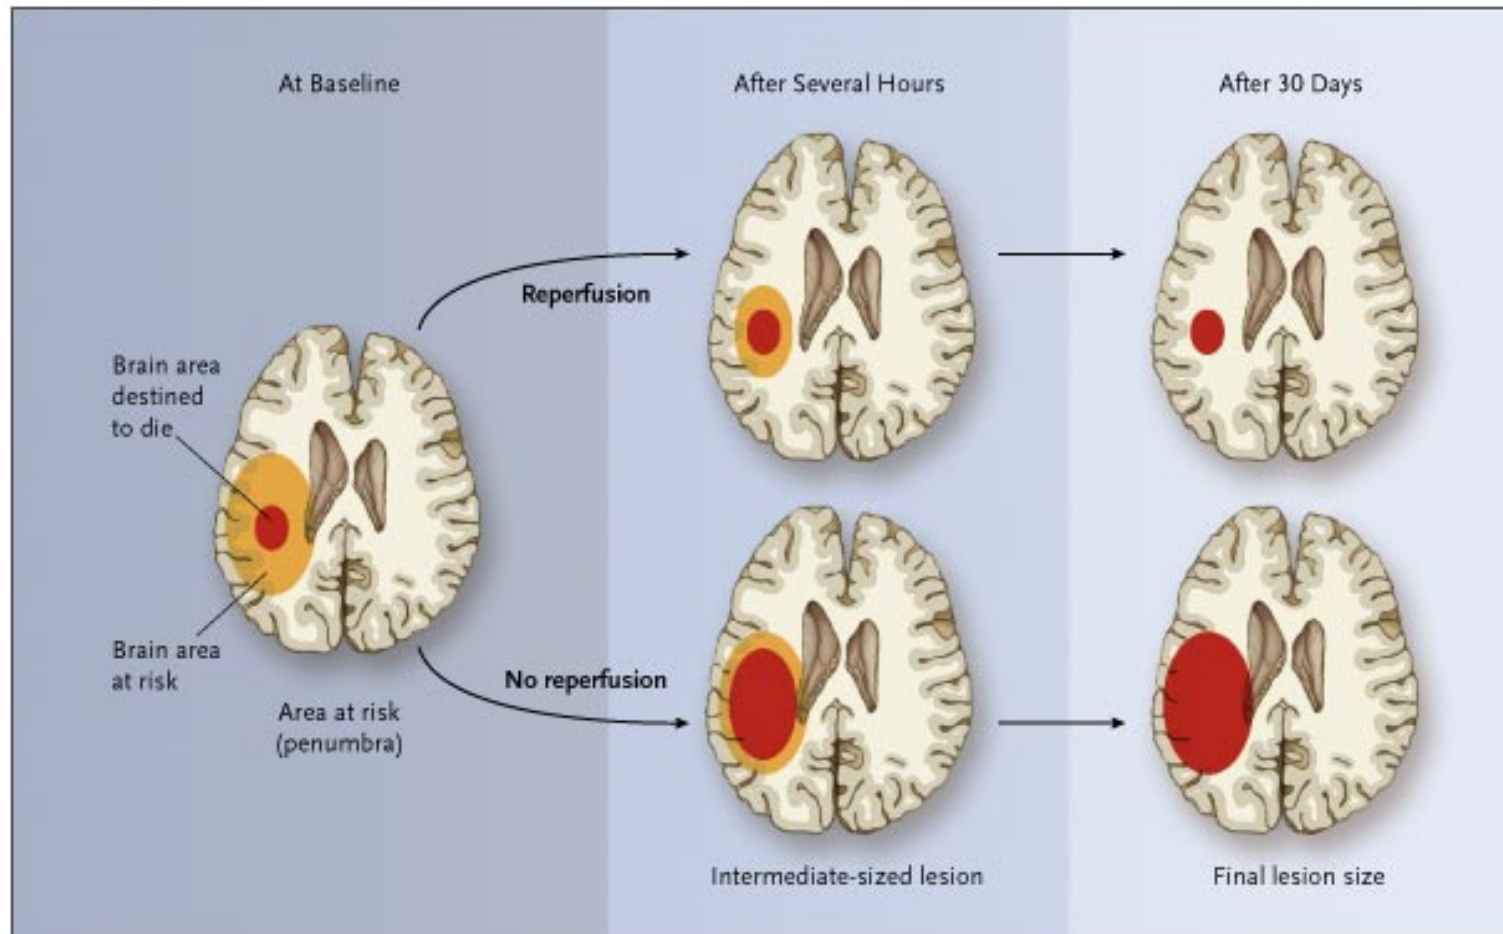 At Baseline
After Several Hours
After 30 Days
Reperfusion
Brain area
destined
to die
Brain area
at risk
No reperfusion
Area at risk
(penumbra)
Intermediate-sized lesion
Final lesion size